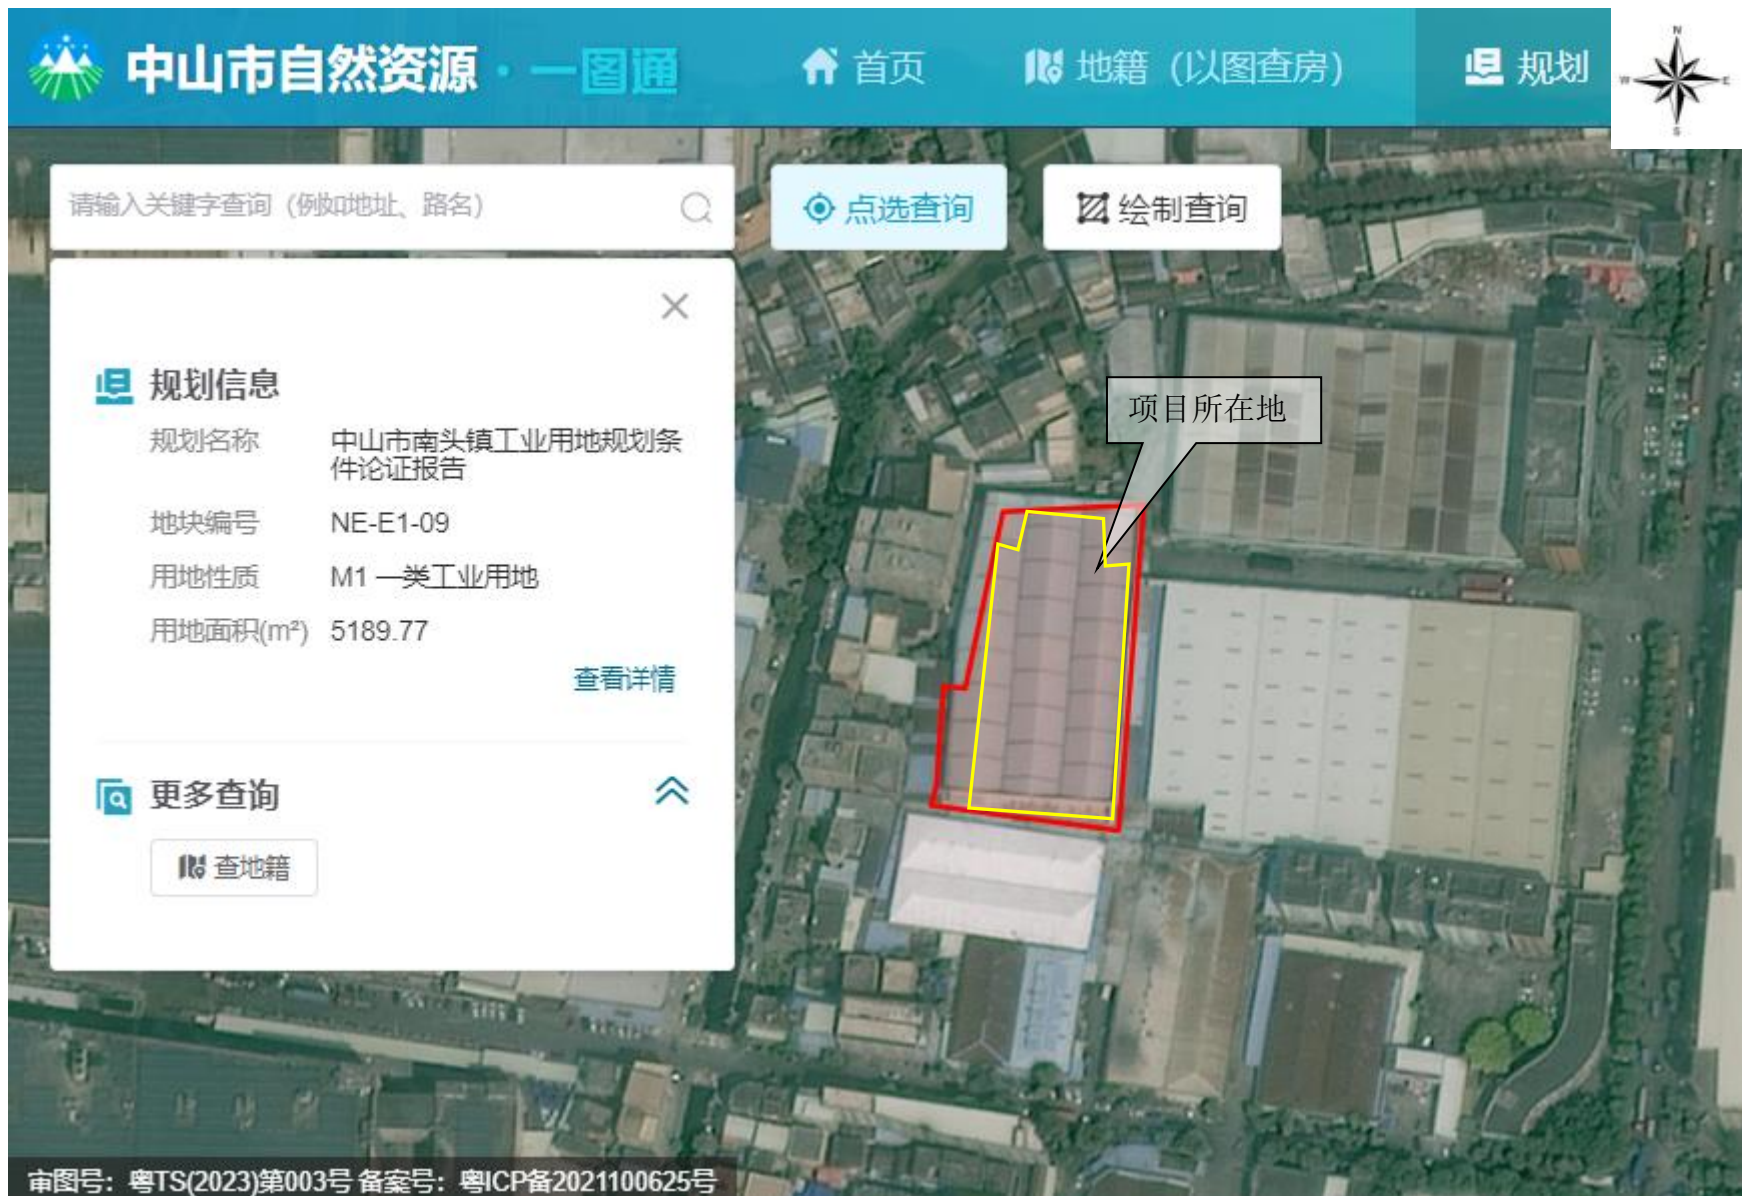 中山市自然资源·一图通
首页
地籍（以图查房）
规划
N
W
E
S
请输入关键字查询（例如地址、路名）
点选查询
绘制查询
规划信息
规划名称 中山市南头镇工业用地规划条
件论证报告
地块编号 NE-E1-09
用地性质 M1 一类工业用地
用地面积(m²) 5189.77
查看详情
更多查询
查地籍
项目所在地
审图号：粤TS(2023)第003号 备案号：粤ICP备2021100625号